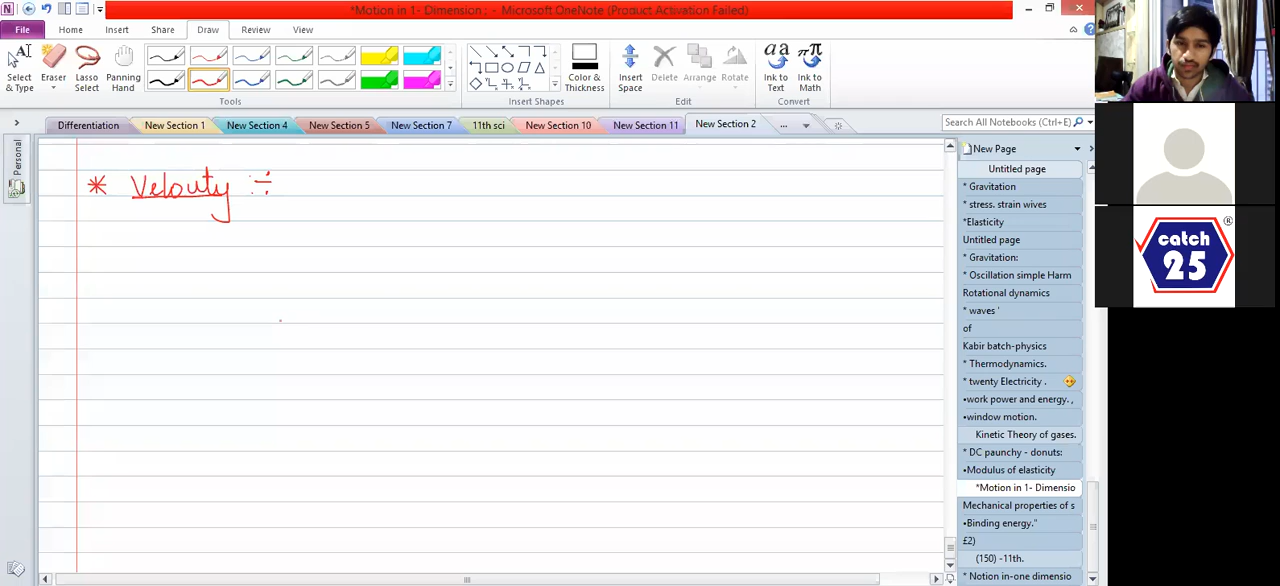 *Motion in 1- Dimension : - Microsoft OneNote (Product Activation Failed)
File Home Insert Share Draw Review View
Select & Type
Eraser
Lasso Select
Panning Hand
Color & Thickness
Insert Space
Delete
Arrange
Rotate
Ink to Text
Ink to Math
Tools
Insert Shapes
Edit
Convert
Differentiation New Section 1 New Section 4 New Section 5 New Section 7 11th sci New Section 10 New Section 11 New Section 2 ...
Search All Notebooks (Ctrl+E)
Personal
* Velocity :-
New Page
Untitled page
* Gravitation
* stress. strain wives
*Elasticity
Untitled page
* Gravitation:
* Oscillation simple Harm
Rotational dynamics
* waves '
of
Kabir batch-physics
* Thermodynamics.
* twenty Electricity .
•work power and energy. ,
•window motion.
Kinetic Theory of gases.
* DC paunchy - donuts:
•Modulus of elasticity
*Motion in 1- Dimensio
Mechanical properties of s
•Binding energy."
£2)
(150) -11th.
* Notion in-one dimensio
catch
25
®